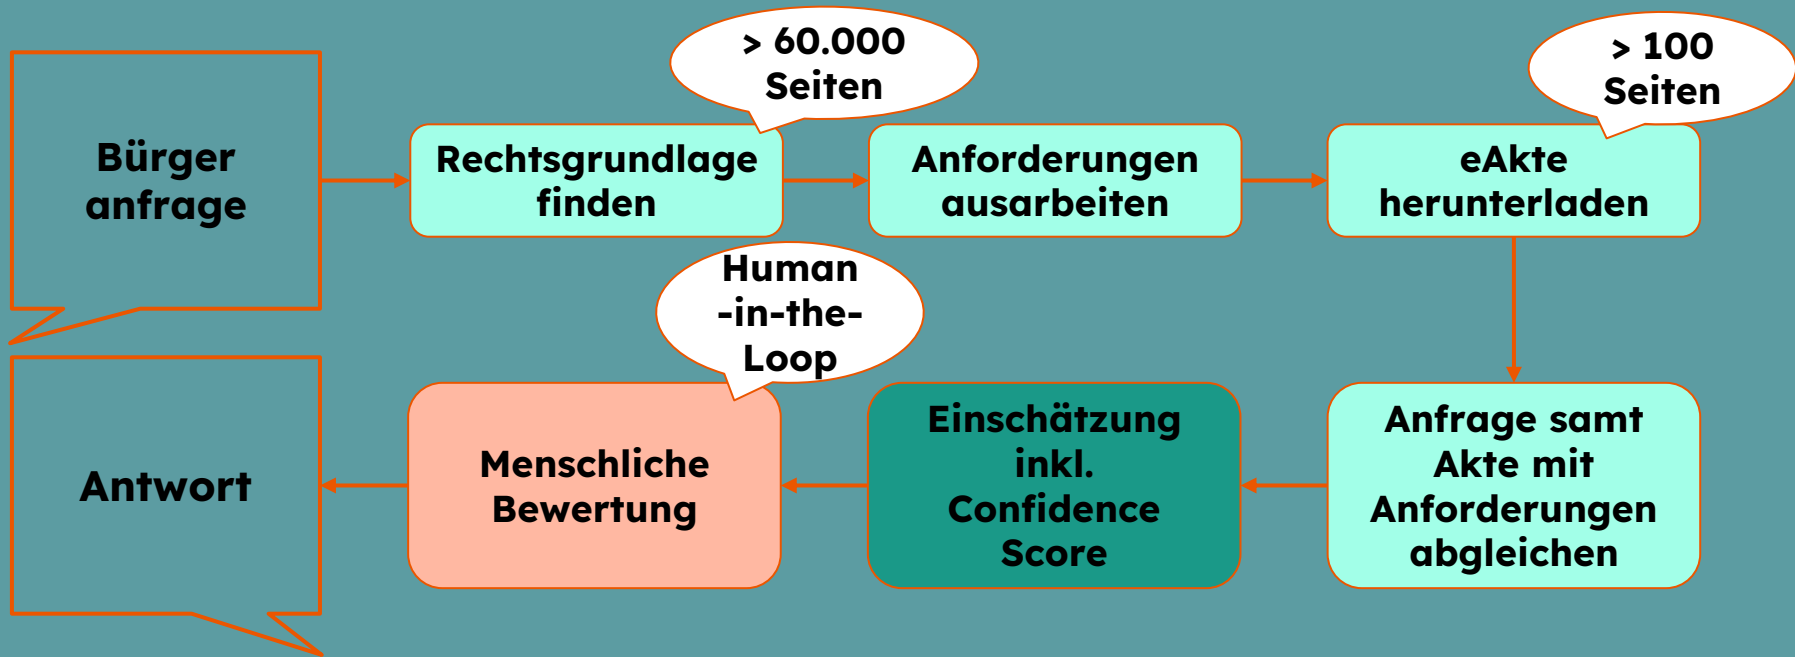 > 60.000
Seiten
> 100
Seiten
Bürger
anfrage
Rechtsgrundlage
finden
Anforderungen
ausarbeiten
eAkte
herunterladen
Human
-in-the-
Loop
Antwort
Menschliche
Bewertung
Einschätzung
inkl.
Confidence
Score
Anfrage samt
Akte mit
Anforderungen
abgleichen